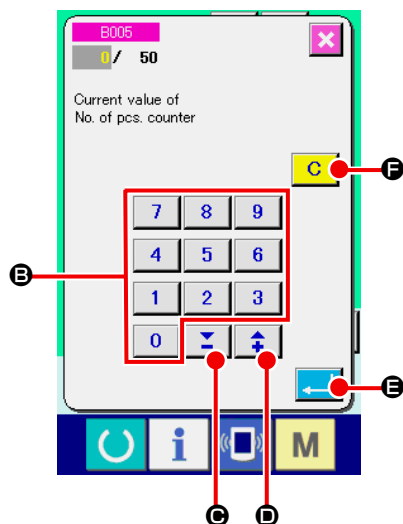 B005
0/ 50
Current value of
No. of pcs. counter
C
F
7 8 9
4 5 6
B
1 2 3
0 − +
E
i M
C D